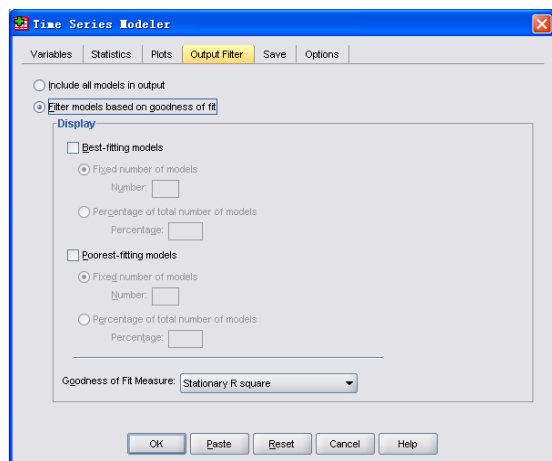 Time Series Modeler
Variables Statistics Plots Output Filter Save Options
Include all models in output
Filter models based on goodness of fit
Display
Best-fitting models
Fixed number of models
Number:
Percentage of total number of models
Percentage:
Poorest-fitting models
Fixed number of models
Number:
Percentage of total number of models
Percentage:
Goodness of Fit Measure: Stationary R square
OK Paste Reset Cancel Help